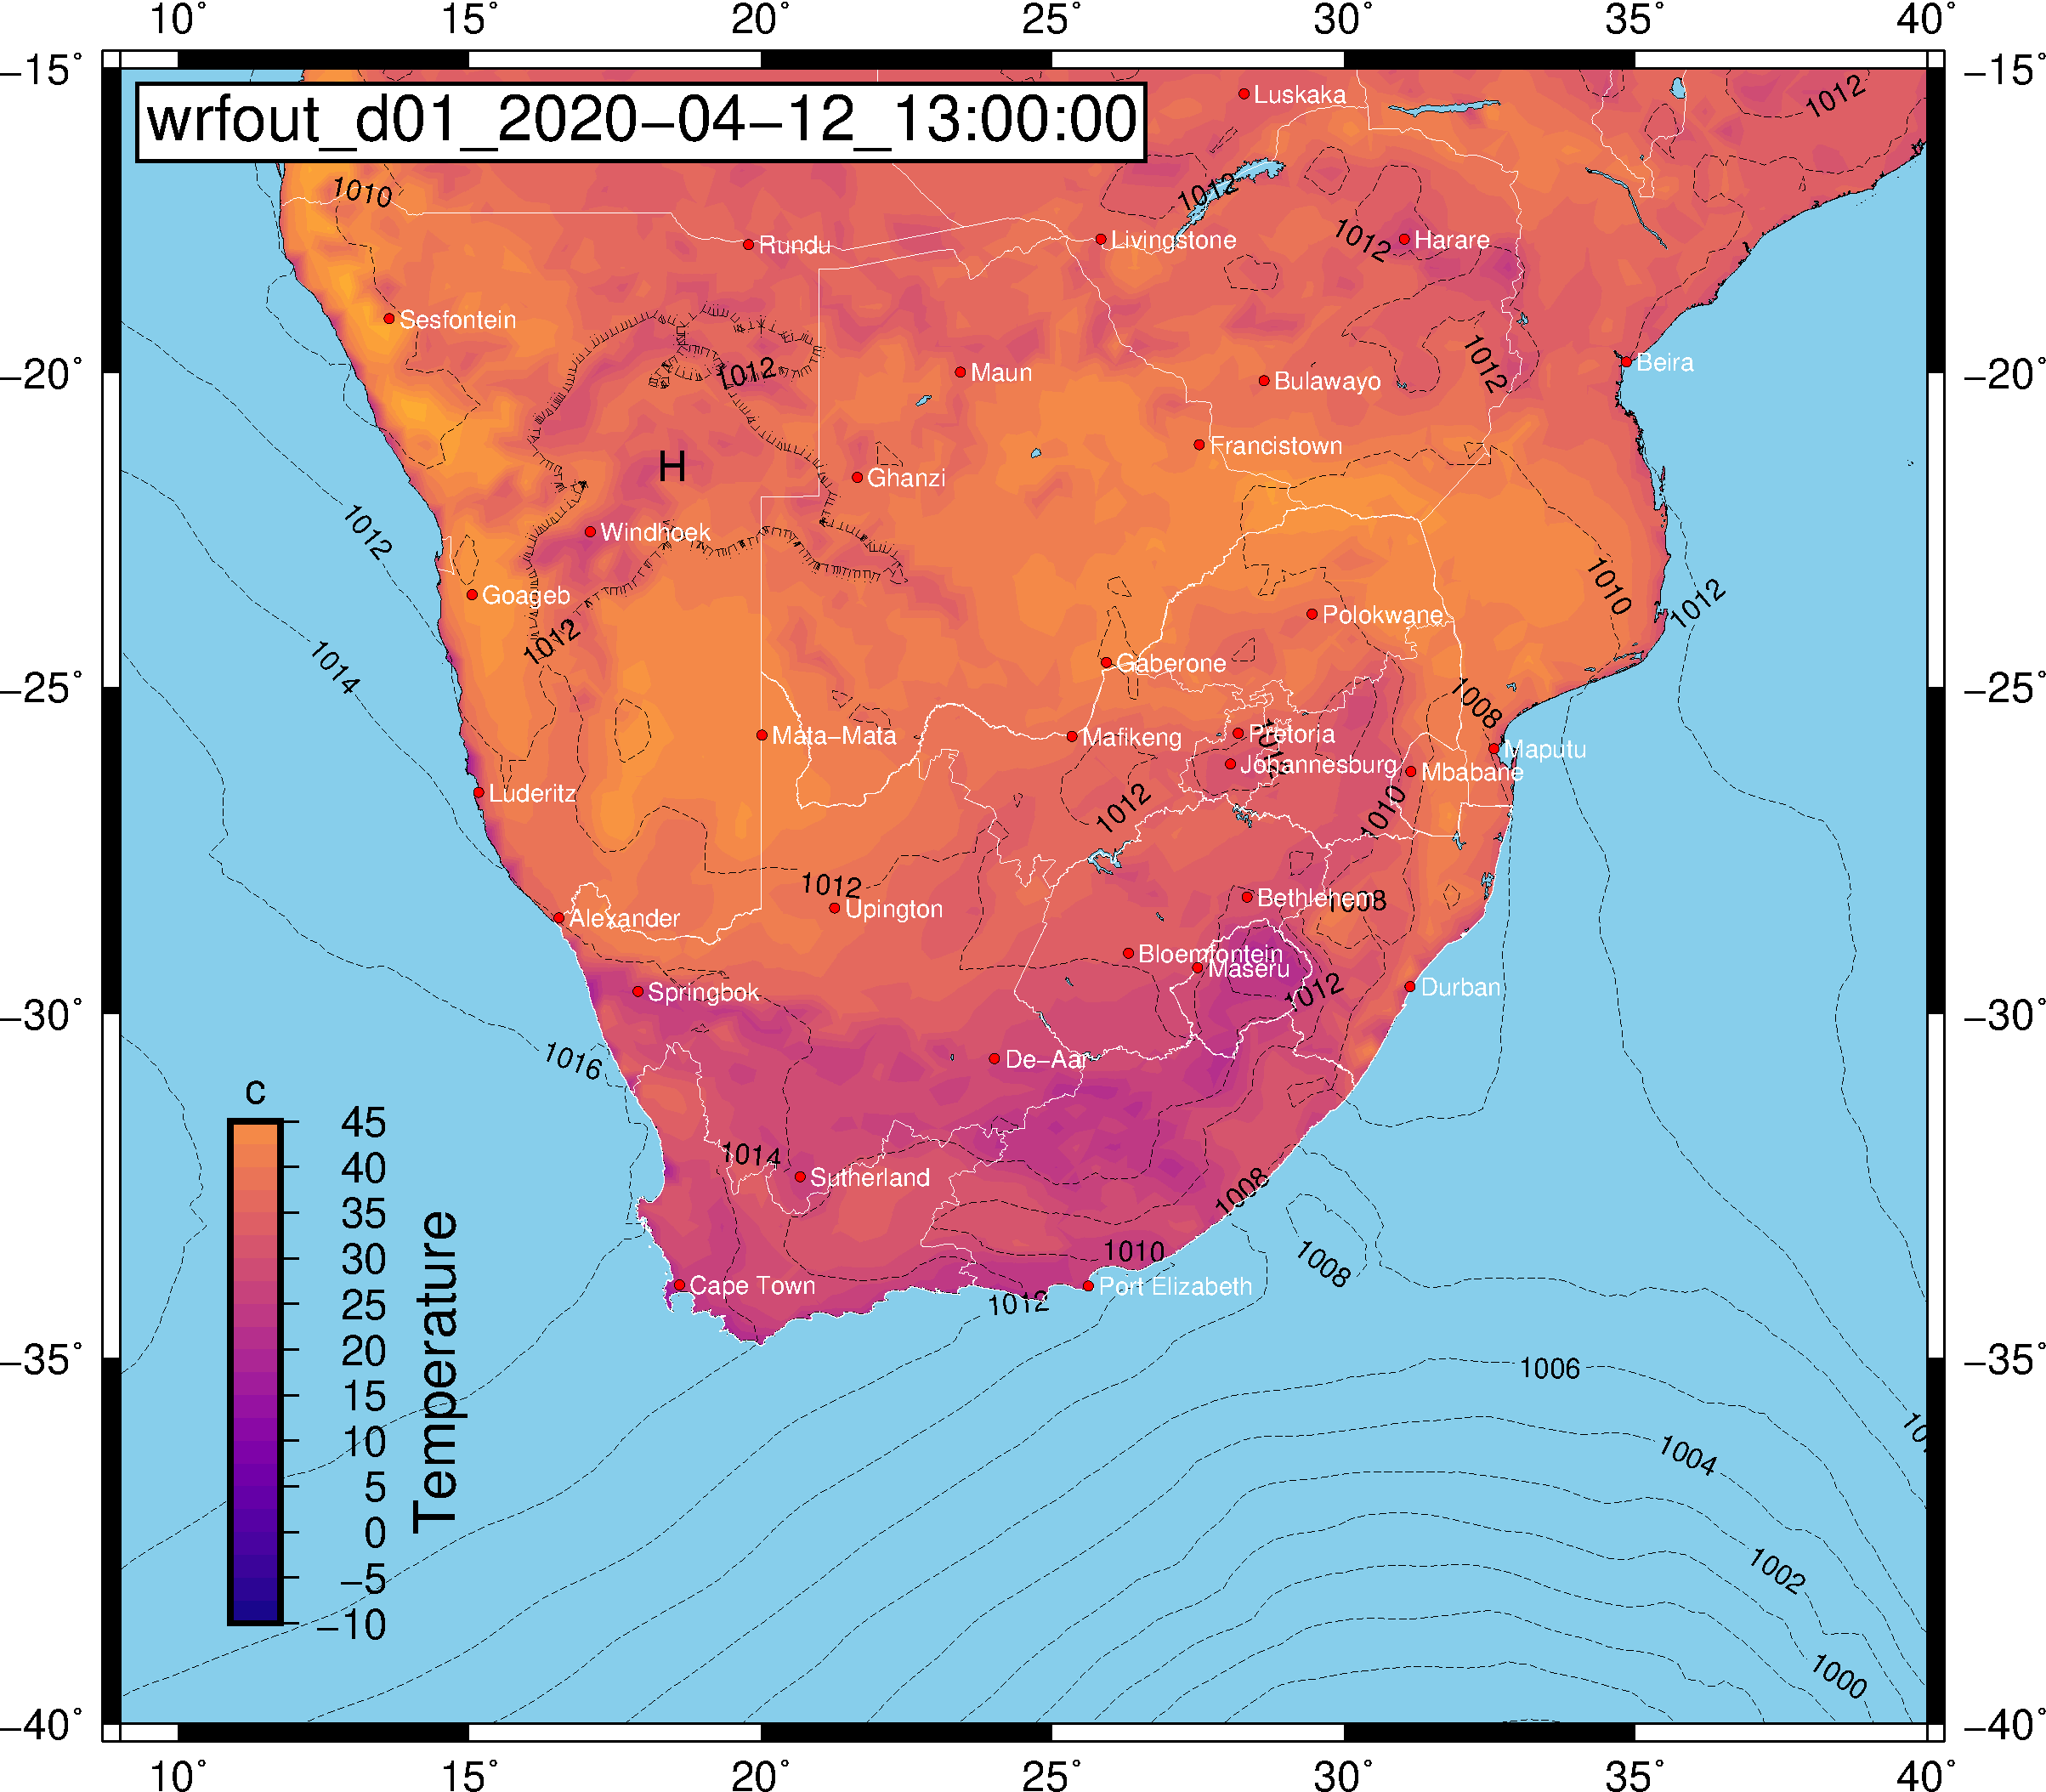 10° 15° 20° 25° 30° 35° 40°
−15° −15°
wrfout_d01_2020−04−12_13:00:00
Luskaka
1012
1010
1012
Rundu
Livingstone
1012
Harare
Sesfontein
1012
Maun
Bulawayo
1012
Beira
−20° −20°
Francistown
H
Ghanzi
1012
Windhoek
Goageb
1010
1012
Polokwane
1012
1014
Gaberone
−25° −25°
1008
Mata−Mata
Mafikeng
Pretoria
1012
Maputu
Johannesburg
Mbabane
Luderitz
1012
1010
1012
Upington
Bethlehem
1008
Alexander
Bloemfontein
Maseru
Springbok
1012
Durban
−30° −30°
1016
De−Aar
1014
Sutherland
1008
1010
1008
Cape Town
Port Elizabeth
1012
−35° −35°
1006
1004
1002
1000
c
45
40
35
30
25
20
15
10
5
0
−5
−10
Temperature
−40° −40°
10° 15° 20° 25° 30° 35° 40°